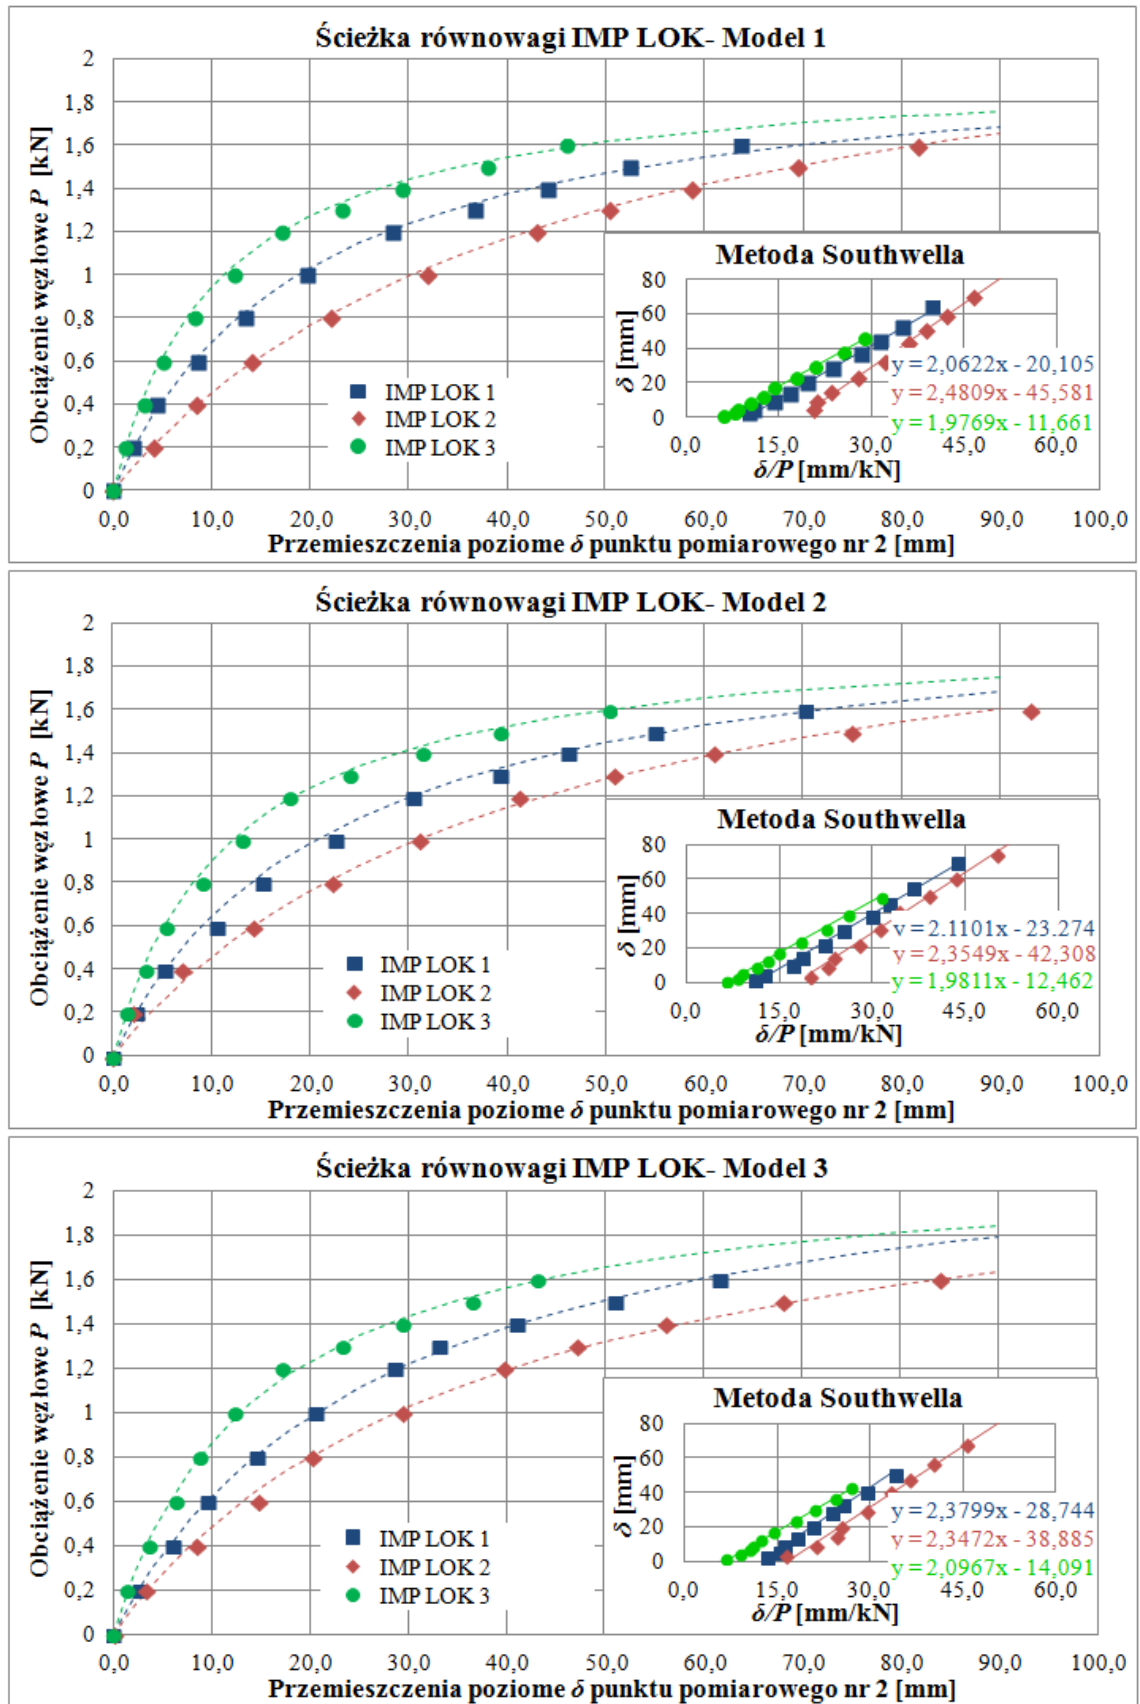 Ścieżka równowagi IMP LOK- Model 1
Obciążenie węzłowe P [kN]
2
1,8
1,6
1,4
1,2
1
0,8
0,6
0,4
0,2
0
IMP LOK 1
IMP LOK 2
IMP LOK 3
Metoda Southwella
δ [mm]
80
60
40
20
0
y = 2,0622x - 20,105
y = 2,4809x - 45,581
y = 1,9769x - 11,661
0,0 15,0 30,0 45,0 60,0
δ/P [mm/kN]
0,0 10,0 20,0 30,0 40,0 50,0 60,0 70,0 80,0 90,0 100,0
Przemieszczenia poziome δ punktu pomiarowego nr 2 [mm]
Ścieżka równowagi IMP LOK- Model 2
Obciążenie węzłowe P [kN]
2
1,8
1,6
1,4
1,2
1
0,8
0,6
0,4
0,2
0
IMP LOK 1
IMP LOK 2
IMP LOK 3
Metoda Southwella
δ [mm]
80
60
40
20
0
y = 2.1101x - 23.274
y = 2,3549x - 42,308
y = 1,9811x - 12,462
0,0 15,0 30,0 45,0 60,0
δ/P [mm/kN]
0,0 10,0 20,0 30,0 40,0 50,0 60,0 70,0 80,0 90,0 100,0
Przemieszczenia poziome δ punktu pomiarowego nr 2 [mm]
Ścieżka równowagi IMP LOK- Model 3
Obciążenie węzłowe P [kN]
2
1,8
1,6
1,4
1,2
1
0,8
0,6
0,4
0,2
0
IMP LOK 1
IMP LOK 2
IMP LOK 3
Metoda Southwella
δ [mm]
80
60
40
20
0
y = 2,3799x - 28,744
y = 2,3472x - 38,885
y = 2,0967x - 14,091
0,0 15,0 30,0 45,0 60,0
δ/P [mm/kN]
0,0 10,0 20,0 30,0 40,0 50,0 60,0 70,0 80,0 90,0 100,0
Przemieszczenia poziome δ punktu pomiarowego nr 2 [mm]